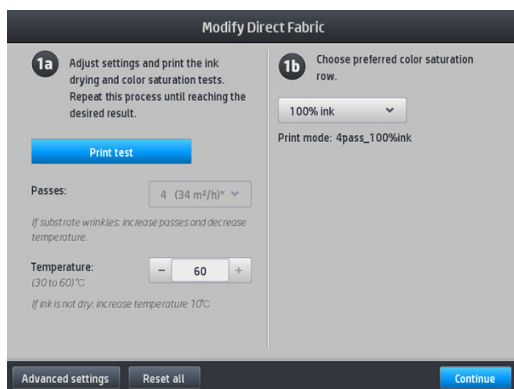 Modify Direct Fabric
1a
Adjust settings and print the ink
drying and color saturation tests.
Repeat this process until reaching the
desired result.
Print test
Passes:
4 (34 m²/h)*
If substrate wrinkles: increase passes and decrease
temperature.
Temperature:
(30 to 60)°C
− 60 +
If ink is not dry: increase temperature 10°C
1b
Choose preferred color saturation
row.
100% ink
Print mode: 4pass_100%ink
Advanced settings
Reset all
Continue